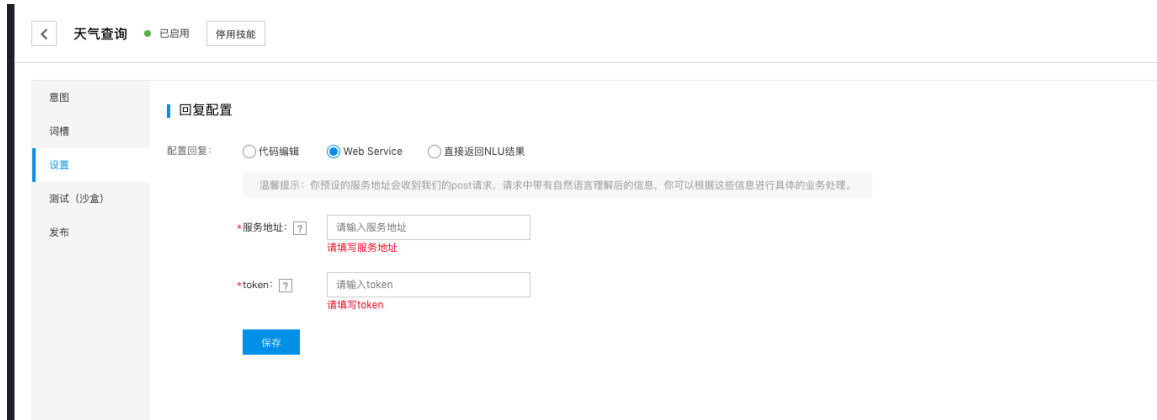 天气查询 已启用 停用技能
意图
词槽
设置
测试（沙盒）
发布
回复配置
配置回复： 代码编辑 Web Service 直接返回NLU结果
温馨提示：你预设的服务地址会收到我们的post请求，请求中带有自然语言理解后的信息，你可以根据这些信息进行具体的业务处理。
*服务地址： ? 请输入服务地址
请填写服务地址
*token： ? 请输入token
请填写token
保存